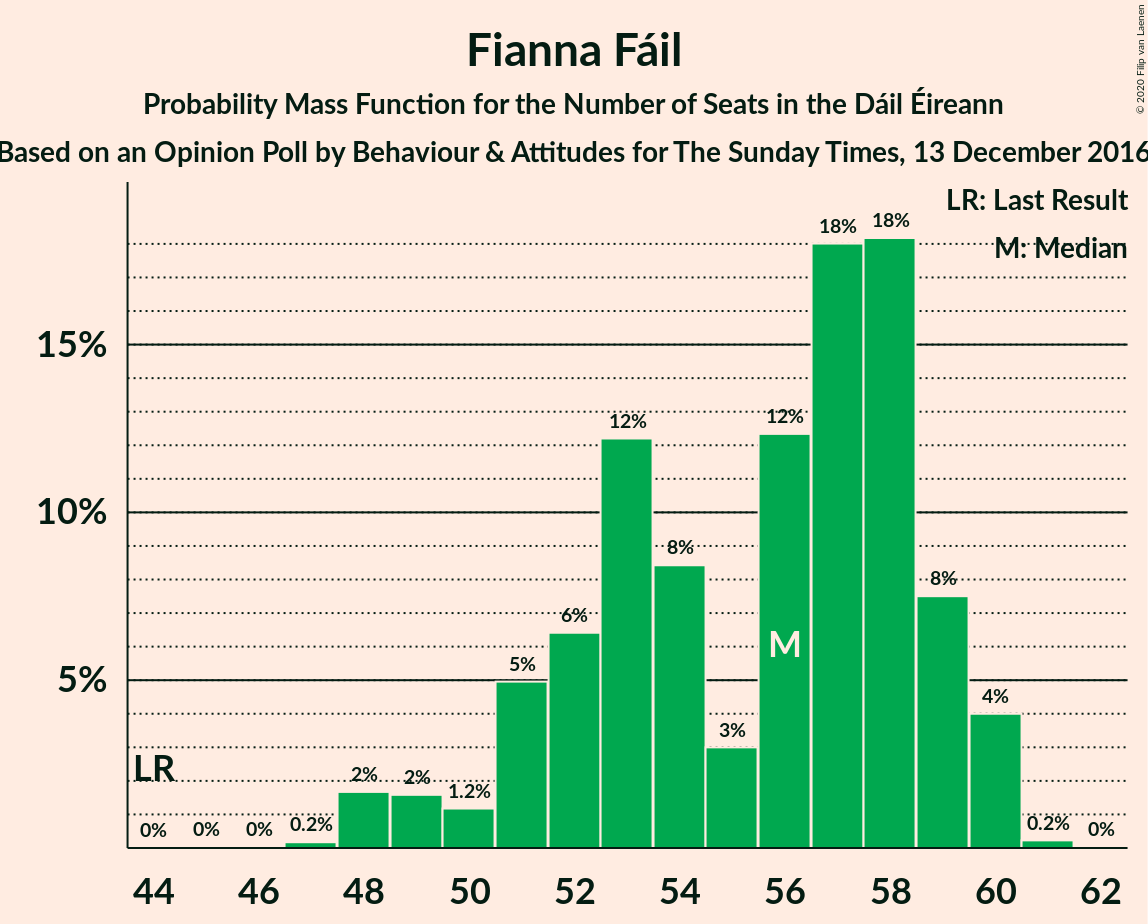 Fianna Fáil
Probability Mass Function for the Number of Seats in the Dáil Éireann
Based on an Opinion Poll by Behaviour & Attitudes for The Sunday Times, 13 December 2016
© 2020 Filip van Laenen
LR: Last Result
M: Median
15%
10%
5%
LR
0%
0%
0%
0.2%
2%
2%
1.2%
5%
6%
12%
8%
3%
12%
M
18%
18%
8%
4%
0.2%
0%
44 46 48 50 52 54 56 58 60 62